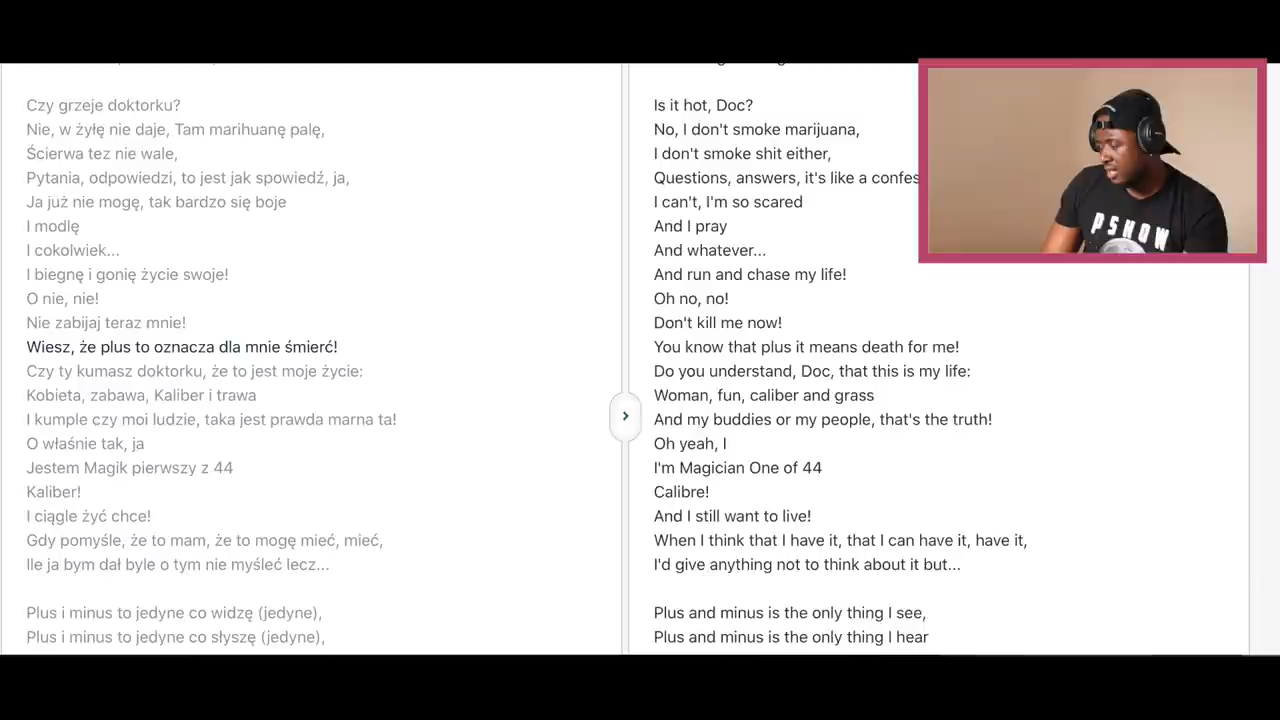 Czy grzeje doktorku?
Nie, w żyłę nie daje, Tam marihuanę palę,
Ścierwa tez nie wale,
Pytania, odpowiedzi, to jest jak spowiedź, ja,
Ja już nie mogę, tak bardzo się boje
I modlę
I cokolwiek...
I biegnę i gonię życie swoje!
O nie, nie!
Nie zabijaj teraz mnie!
Wiesz, że plus to oznacza dla mnie śmierć!
Czy ty kumasz doktorku, że to jest moje życie:
Kobieta, zabawa, Kaliber i trawa
I kumple czy moi ludzie, taka jest prawda marna ta!
O właśnie tak, ja
Jestem Magik pierwszy z 44
Kaliber!
I ciągle żyć chce!
Gdy pomyśle, że to mam, że to mogę mieć, mieć,
Ile ja bym dał byle o tym nie myśleć lecz...
Plus i minus to jedyne co widzę (jedyne),
Plus i minus to jedyne co słyszę (jedyne),
Is it hot, Doc?
No, I don't smoke marijuana,
I don't smoke shit either,
Questions, answers, it's like a confes
I can't, I'm so scared
And I pray
And whatever...
And run and chase my life!
Oh no, no!
Don't kill me now!
You know that plus it means death for me!
Do you understand, Doc, that this is my life:
Woman, fun, caliber and grass
And my buddies or my people, that's the truth!
Oh yeah, I
I'm Magician One of 44
Calibre!
And I still want to live!
When I think that I have it, that I can have it, have it,
I'd give anything not to think about it but...
Plus and minus is the only thing I see,
Plus and minus is the only thing I hear
PSHOW